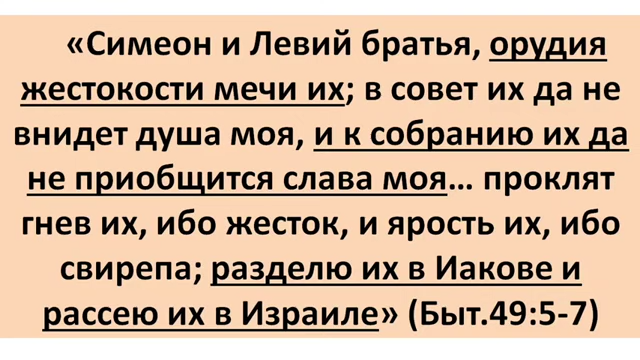 «Симеон и Левий братья, орудия
жестокости мечи их; в совет их да не
внидет душа моя, и к собранию их да
не приобщится слава моя... проклят
гнев их, ибо жесток, и ярость их, ибо
свирепа; разделю их в Иакове и
рассею их в Израиле» (Быт.49:5-7)